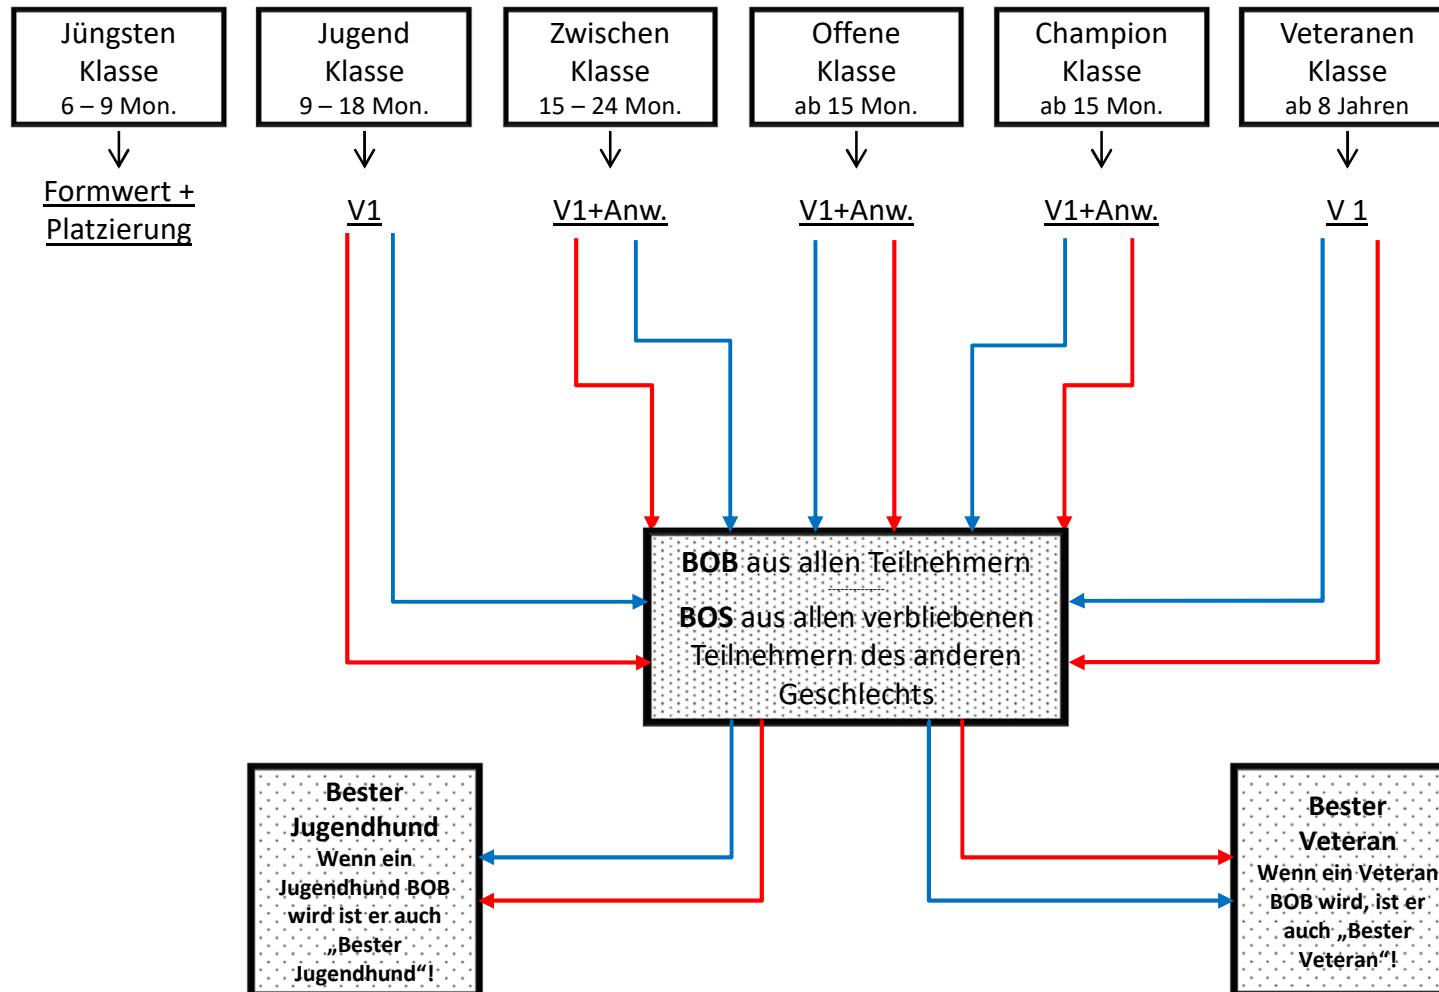 Jüngsten
Klasse
6 – 9 Mon.
Jugend
Klasse
9 – 18 Mon.
Zwischen
Klasse
15 – 24 Mon.
Offene
Klasse
ab 15 Mon.
Champion
Klasse
ab 15 Mon.
Veteranen
Klasse
ab 8 Jahren
Formwert +
Platzierung
V1
V1+Anw.
V1+Anw.
V1+Anw.
V 1
BOB aus allen Teilnehmern
--------------
BOS aus allen verbliebenen
Teilnehmern des anderen
Geschlechts
Bester
Jugendhund
Wenn ein
Jugendhund BOB
wird ist er auch
„Bester
Jugendhund“!
Bester
Veteran
Wenn ein Veteran
BOB wird, ist er
auch „Bester
Veteran“!